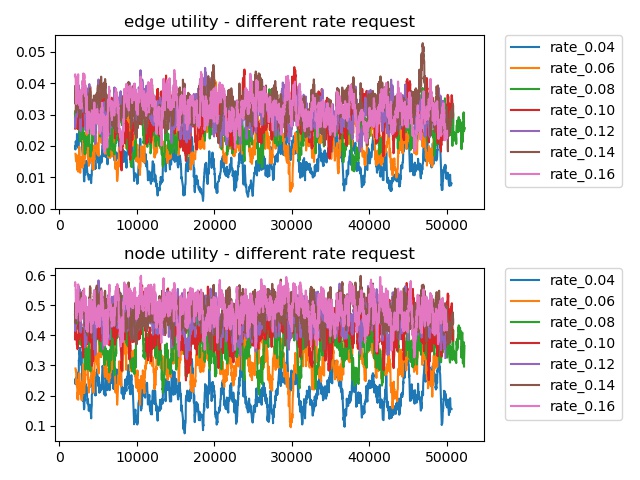 edge utility - different rate request
0.05
0.04
0.03
0.02
0.01
0.00
0
10000
20000
30000
40000
50000
rate_0.04
rate_0.06
rate_0.08
rate_0.10
rate_0.12
rate_0.14
rate_0.16
node utility - different rate request
0.6
0.5
0.4
0.3
0.2
0.1
0
10000
20000
30000
40000
50000
rate_0.04
rate_0.06
rate_0.08
rate_0.10
rate_0.12
rate_0.14
rate_0.16